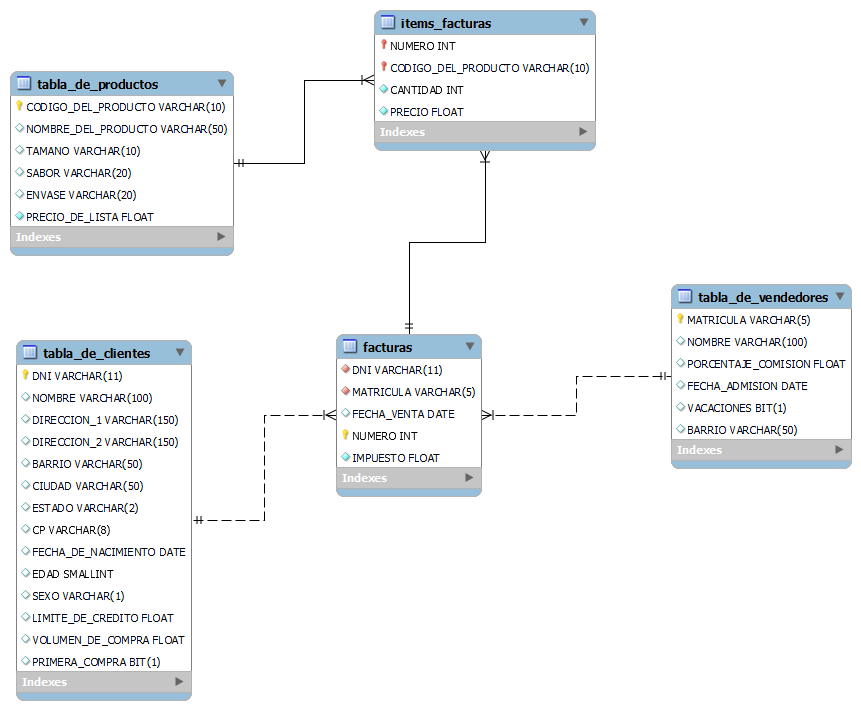 items_facturas
NUMERO INT
CODIGO_DEL_PRODUCTO VARCHAR(10)
CANTIDAD INT
PRECIO FLOAT
Indexes
tabla_de_productos
CODIGO_DEL_PRODUCTO VARCHAR(10)
NOMBRE_DEL_PRODUCTO VARCHAR(50)
TAMANO VARCHAR(10)
SABOR VARCHAR(20)
ENVASE VARCHAR(20)
PRECIO_DE_LISTA FLOAT
Indexes
tabla_de_clientes
DNI VARCHAR(11)
NOMBRE VARCHAR(100)
DIRECCION_1 VARCHAR(150)
DIRECCION_2 VARCHAR(150)
BARRIO VARCHAR(50)
CIUDAD VARCHAR(50)
ESTADO VARCHAR(2)
CP VARCHAR(8)
FECHA_DE_NACIMIENTO DATE
EDAD SMALLINT
SEXO VARCHAR(1)
LIMITE_DE_CREDITO FLOAT
VOLUMEN_DE_COMPRA FLOAT
PRIMERA_COMPRA BIT(1)
Indexes
facturas
DNI VARCHAR(11)
MATRICULA VARCHAR(5)
FECHA_VENTA DATE
NUMERO INT
IMPUESTO FLOAT
Indexes
tabla_de_vendedores
MATRICULA VARCHAR(5)
NOMBRE VARCHAR(100)
PORCENTAJE_COMISION FLOAT
FECHA_ADMISION DATE
VACACIONES BIT(1)
BARRIO VARCHAR(50)
Indexes